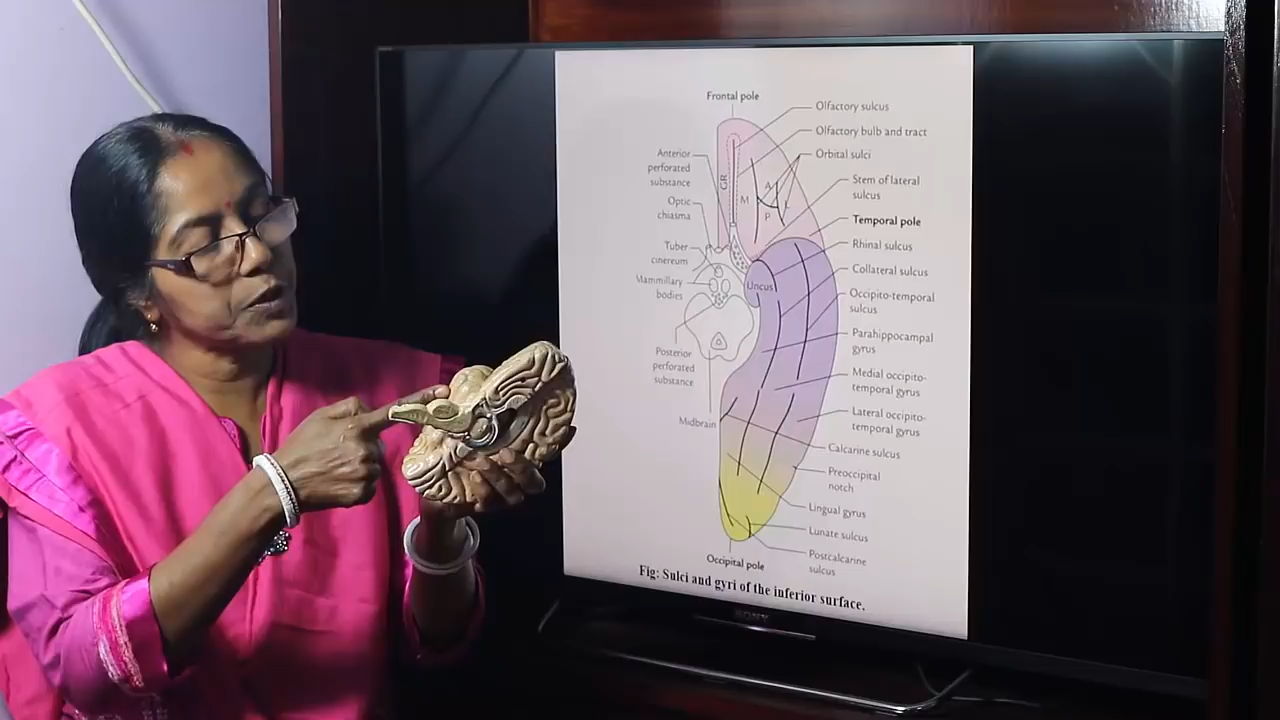 Frontal pole
Olfactory sulcus
Olfactory bulb and tract
Orbital sulci
Stem of lateral
sulcus
Temporal pole
Rhinal sulcus
Collateral sulcus
Occipito-temporal
sulcus
Parahippocampal
gyrus
Medial occipito-
temporal gyrus
Lateral occipito-
temporal gyrus
Calcarine sulcus
Preoccipital
notch
Lingual gyrus
Lunate sulcus
Postcalcarine
sulcus
Anterior
perforated
substance
Optic
chiasma
Tuber
cinereum
Mammillary
bodies
Posterior
perforated
substance
Midbrain
GR
M
A
L
P
Uncus
Occipital pole
Fig: Sulci and gyri of the inferior surface.
SONY